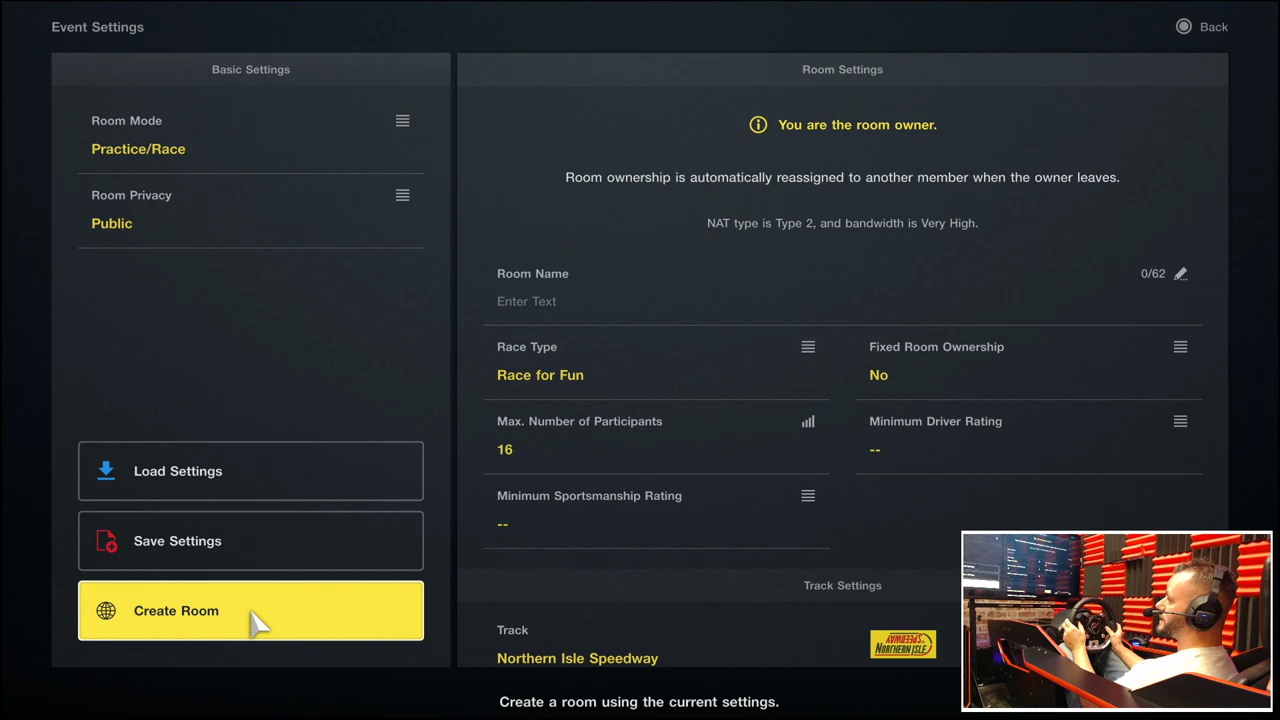 Event Settings
Back
Basic Settings
Room Mode
Practice/Race
Room Privacy
Public
Load Settings
Save Settings
Create Room
Room Settings
You are the room owner.
Room ownership is automatically reassigned to another member when the owner leaves.
NAT type is Type 2, and bandwidth is Very High.
Room Name
0/62
Enter Text
Race Type
Race for Fun
Fixed Room Ownership
No
Max. Number of Participants
16
Minimum Driver Rating
--
Minimum Sportsmanship Rating
--
Track Settings
Track
Northern Isle Speedway
SPEEDWAY
NORTHERN ISLE
Create a room using the current settings.